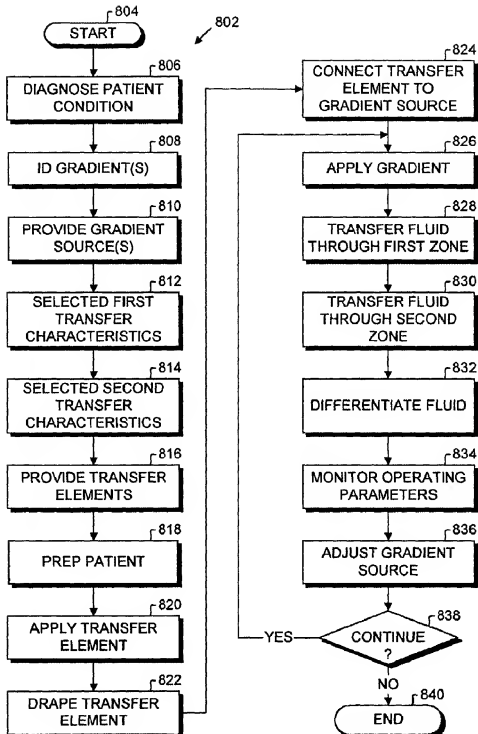 804
START
802
806
DIAGNOSE PATIENT
CONDITION
808
ID GRADIENT(S)
810
PROVIDE GRADIENT
SOURCE(S)
812
SELECTED FIRST
TRANSFER
CHARACTERISTICS
814
SELECTED SECOND
TRANSFER
CHARACTERISTICS
816
PROVIDE TRANSFER
ELEMENTS
818
PREP PATIENT
820
APPLY TRANSFER
ELEMENT
822
DRAPE TRANSFER
ELEMENT
824
CONNECT TRANSFER
ELEMENT TO
GRADIENT SOURCE
826
APPLY GRADIENT
828
TRANSFER FLUID
THROUGH FIRST ZONE
830
TRANSFER FLUID
THROUGH SECOND
ZONE
832
DIFFERENTIATE FLUID
834
MONITOR OPERATING
PARAMETERS
836
ADJUST GRADIENT
SOURCE
838
YES
CONTINUE
?
NO
840
END